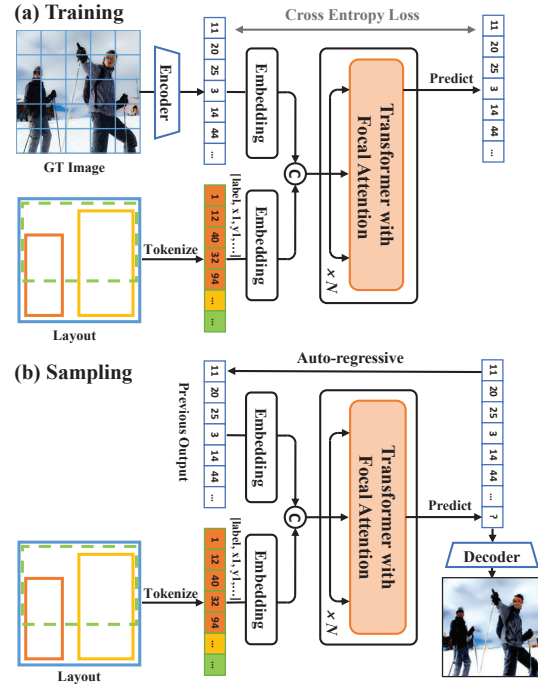 (a) Training
Cross Entropy Loss
GT Image
Encoder
11
20
25
3
14
44
...
Embedding
Layout
Tokenize
1
12
40
32
94
...
...
[label, x1, y1,...]
Embedding
C
Transformer with
Focal Attention
× N
Predict
11
20
25
3
14
44
...
(b) Sampling
Auto-regressive
Previous Output
11
20
25
3
14
44
...
Embedding
Layout
Tokenize
1
12
40
32
94
...
...
[label, x1, y1,...]
Embedding
C
Transformer with
Focal Attention
× N
Predict
11
20
25
3
14
44
...
?
Decoder